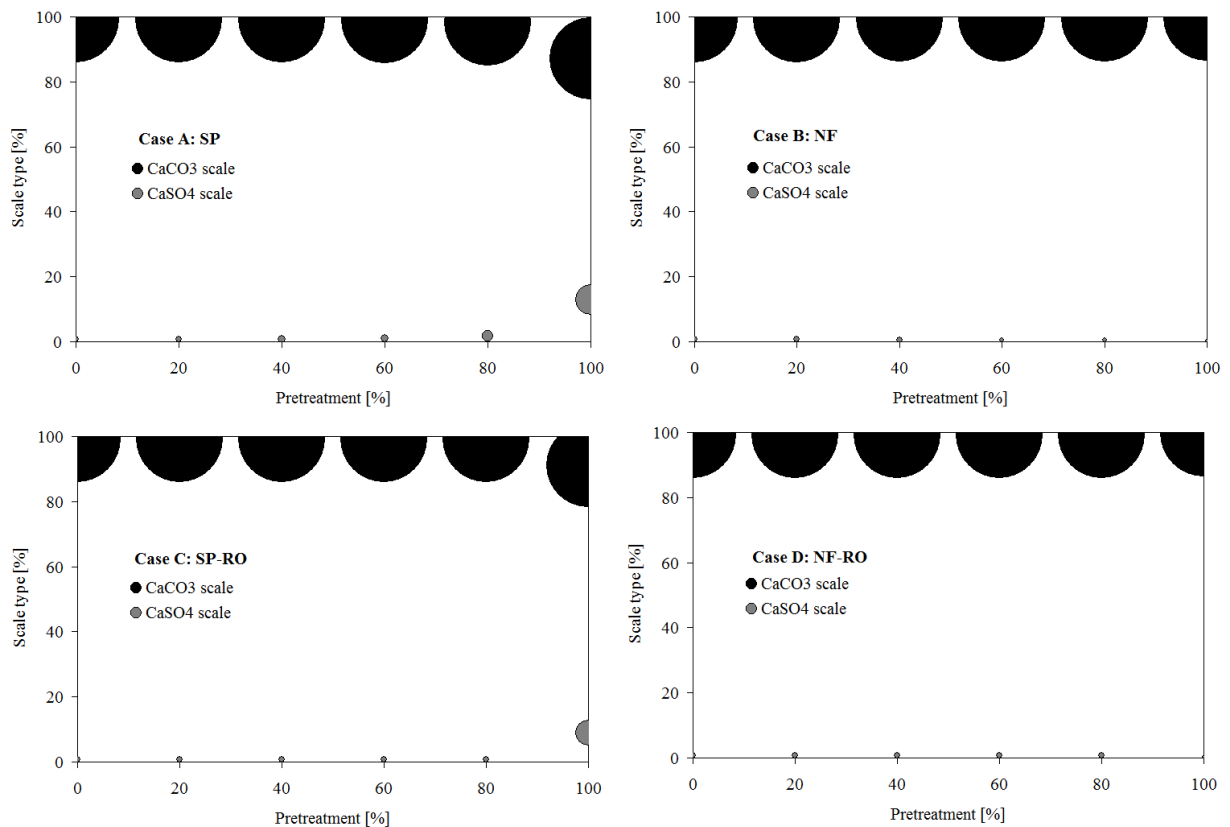 100
80
60
40
20
0
Scale type [%]
Case A: SP
CaCO3 scale
CaSO4 scale
0 20 40 60 80 100
Pretreatment [%]
100
80
60
40
20
0
Scale type [%]
Case B: NF
CaCO3 scale
CaSO4 scale
0 20 40 60 80 100
Pretreatment [%]
100
80
60
40
20
0
Scale type [%]
Case C: SP-RO
CaCO3 scale
CaSO4 scale
0 20 40 60 80 100
Pretreatment [%]
100
80
60
40
20
0
Scale type [%]
Case D: NF-RO
CaCO3 scale
CaSO4 scale
0 20 40 60 80 100
Pretreatment [%]